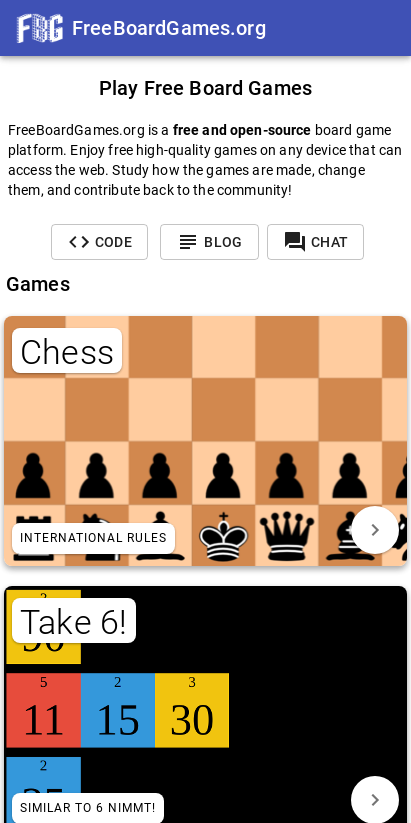 FBG FreeBoardGames.org
Play Free Board Games
FreeBoardGames.org is a free and open-source board game
platform. Enjoy free high-quality games on any device that can
access the web. Study how the games are made, change
them, and contribute back to the community!
CODE BLOG CHAT
Games
Chess
INTERNATIONAL RULES
Take 6!
5 2 3
11 15 30
2
SIMILAR TO 6 NIMMT!